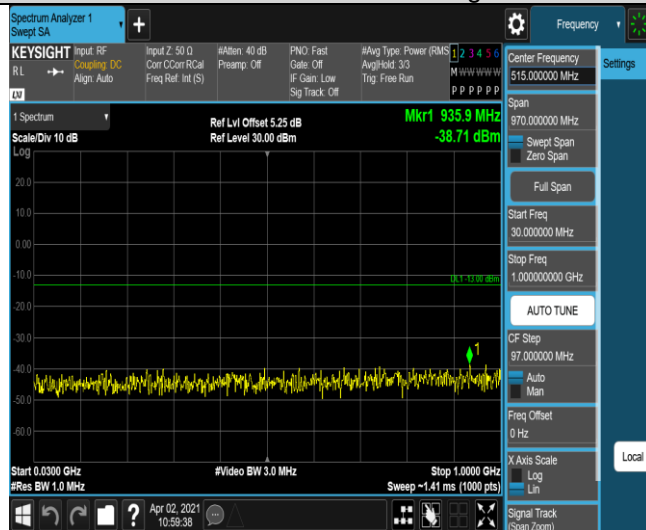 Spectrum Analyzer 1
Swept SA
+
Frequency
KEYSIGHT
RL
LXI
Input: RF
Coupling: DC
Align: Auto
Input Z: 50 Ω
Corr CCorr RCal
Freq Ref: Int (S)
#Atten: 40 dB
Preamp: Off
PNO: Fast
Gate: Off
IF Gain: Low
Sig Track: Off
#Avg Type: Power (RMS
Avg|Hold: 3/3
Trig: Free Run
1 2 3 4 5 6
M W W W W W
P P P P P P
1 Spectrum
Scale/Div 10 dB
Log
Ref Lvl Offset 5.25 dB
Ref Level 30.00 dBm
Mkr1 935.9 MHz
-38.71 dBm
20.0
10.0
0.00
-10.0
DL1 -13.00 dBm
-20.0
-30.0
1
-40.0
-50.0
-60.0
Start 0.0300 GHz
#Res BW 1.0 MHz
#Video BW 3.0 MHz
Stop 1.0000 GHz
Sweep ~1.41 ms (1000 pts)
?
Apr 02, 2021
10:59:38
Center Frequency
515.000000 MHz
Settings
Span
970.000000 MHz
Swept Span
Zero Span
Full Span
Start Freq
30.000000 MHz
Stop Freq
1.000000000 GHz
AUTO TUNE
CF Step
97.000000 MHz
Auto
Man
Freq Offset
0 Hz
X Axis Scale
Log
Lin
Local
Signal Track
(Span Zoom)